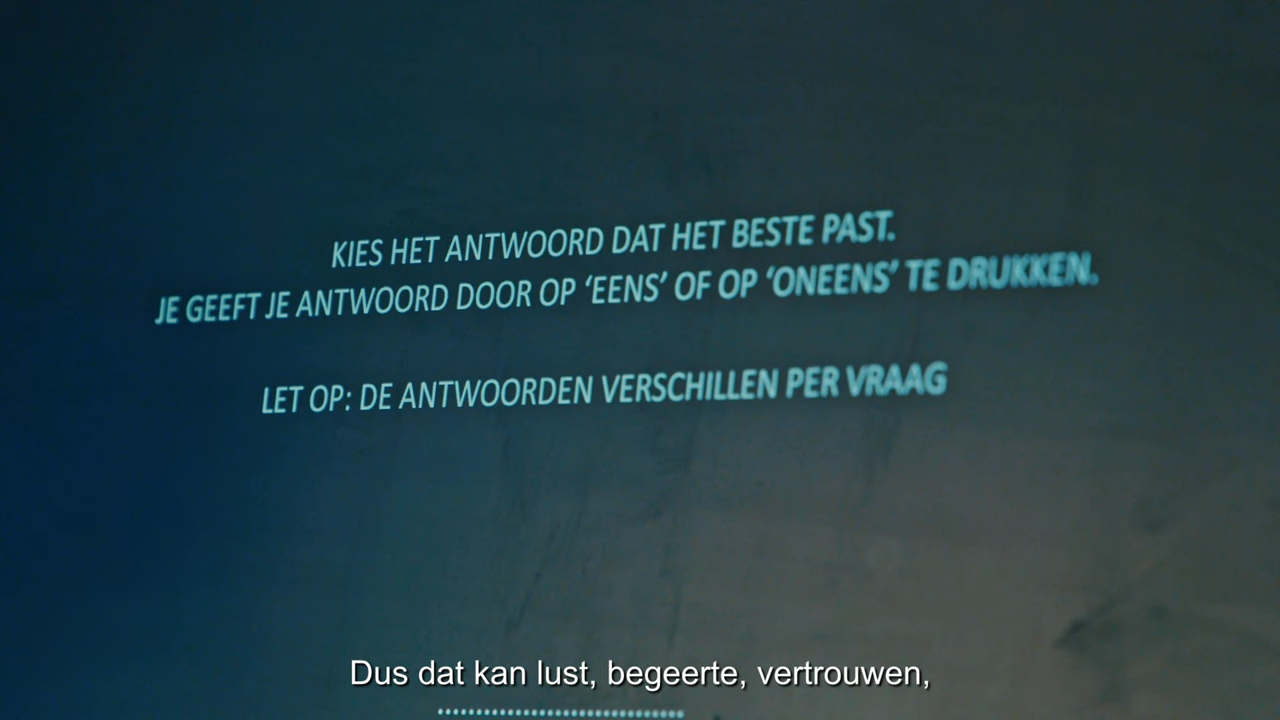 KIES HET ANTWOORD DAT HET BESTE PAST.
JE GEEFT JE ANTWOORD DOOR OP ‘EENS’ OF OP ‘ONEENS’ TE DRUKKEN.
LET OP: DE ANTWOORDEN VERSCHILLEN PER VRAAG
Dus dat kan lust, begeerte, vertrouwen,